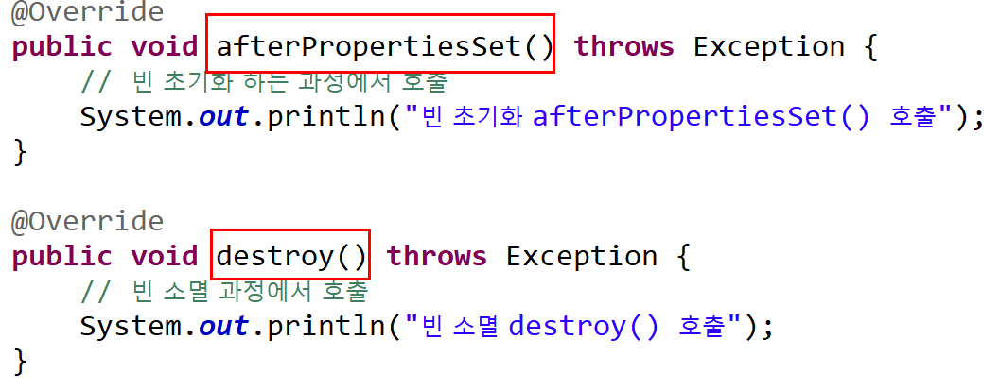 @Override
public void afterPropertiesSet() throws Exception {
// 빈 초기화 하는 과정에서 호출
System.out.println("빈 초기화 afterPropertiesSet() 호출");
}
@Override
public void destroy() throws Exception {
// 빈 소멸 과정에서 호출
System.out.println("빈 소멸 destroy() 호출");
}